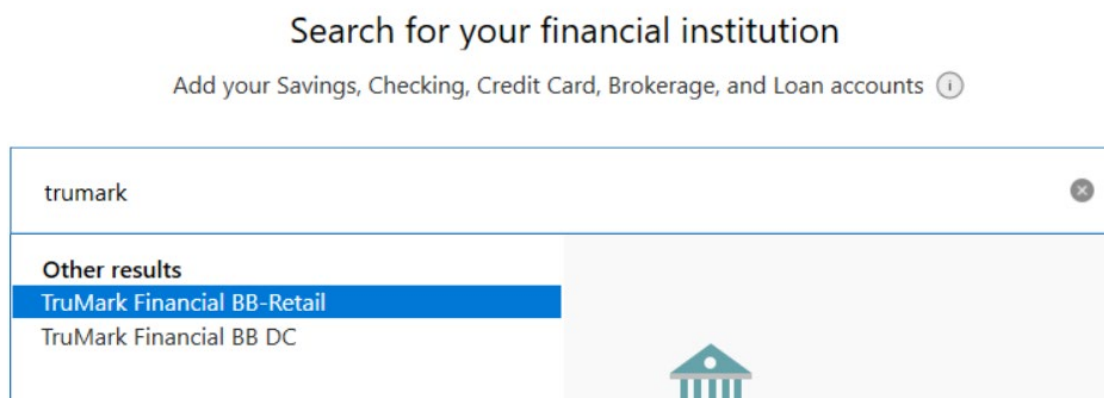 Search for your financial institution
Add your Savings, Checking, Credit Card, Brokerage, and Loan accounts
trumark
Other results
TruMark Financial BB-Retail
TruMark Financial BB DC